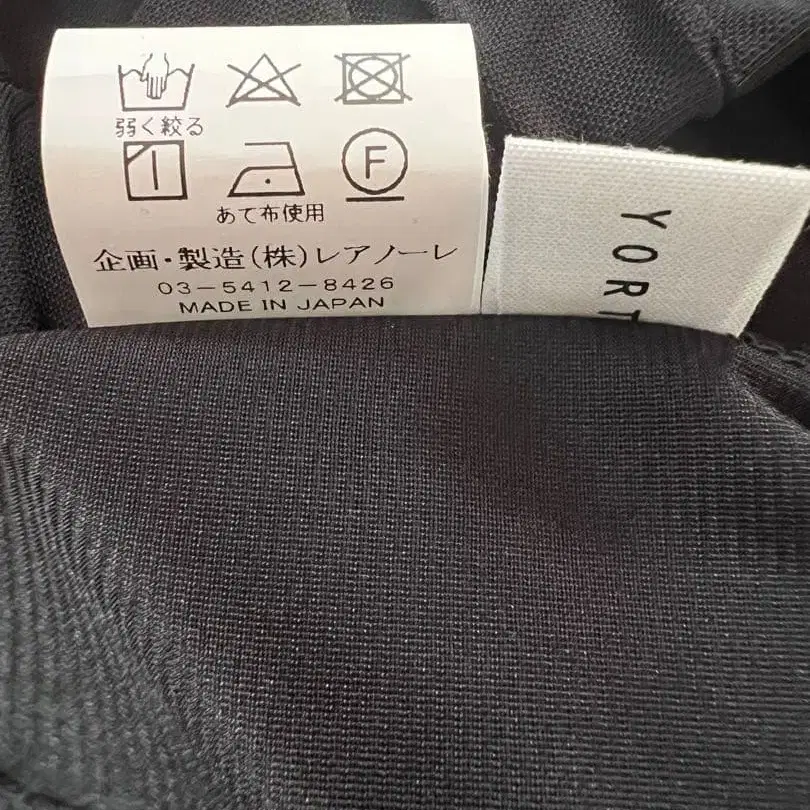 弱く絞る
F
あて布使用
企画・製造(株)レアノーレ
03-5412-8426
MADE IN JAPAN
YORT